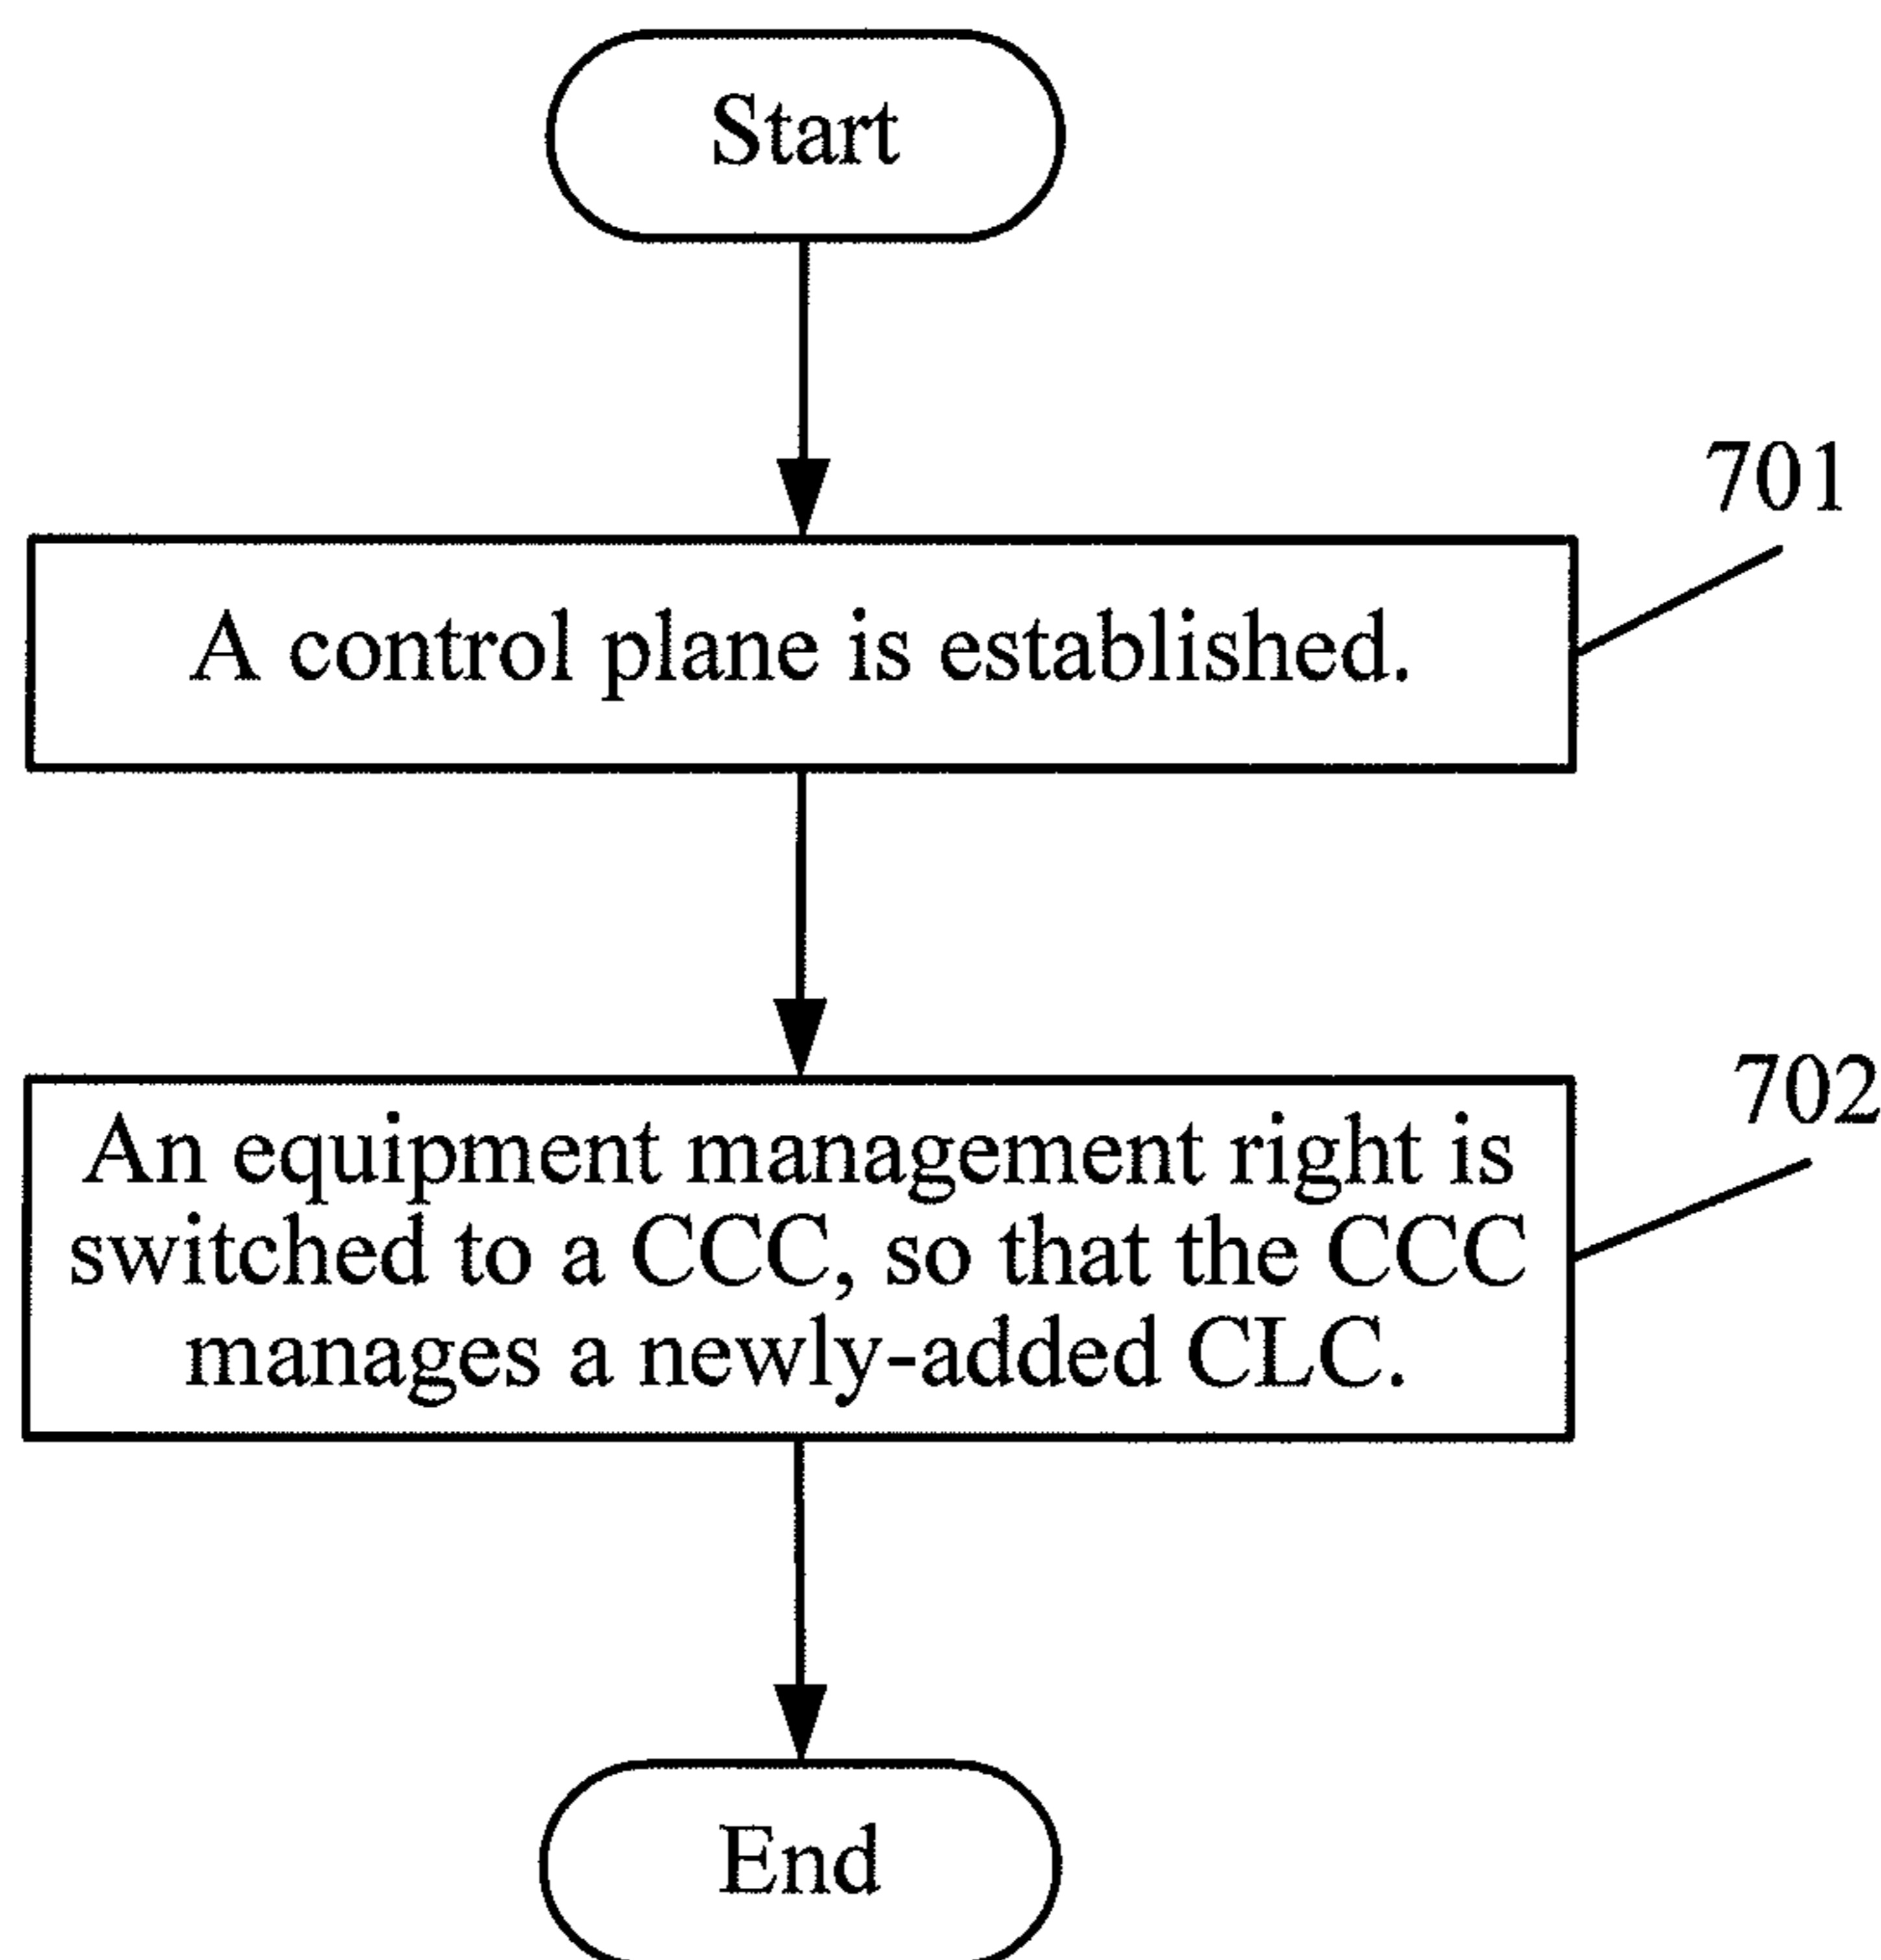 Start
701
A control plane is established.
702
An equipment management right is
switched to a CCC, so that the CCC
manages a newly-added CLC.
End